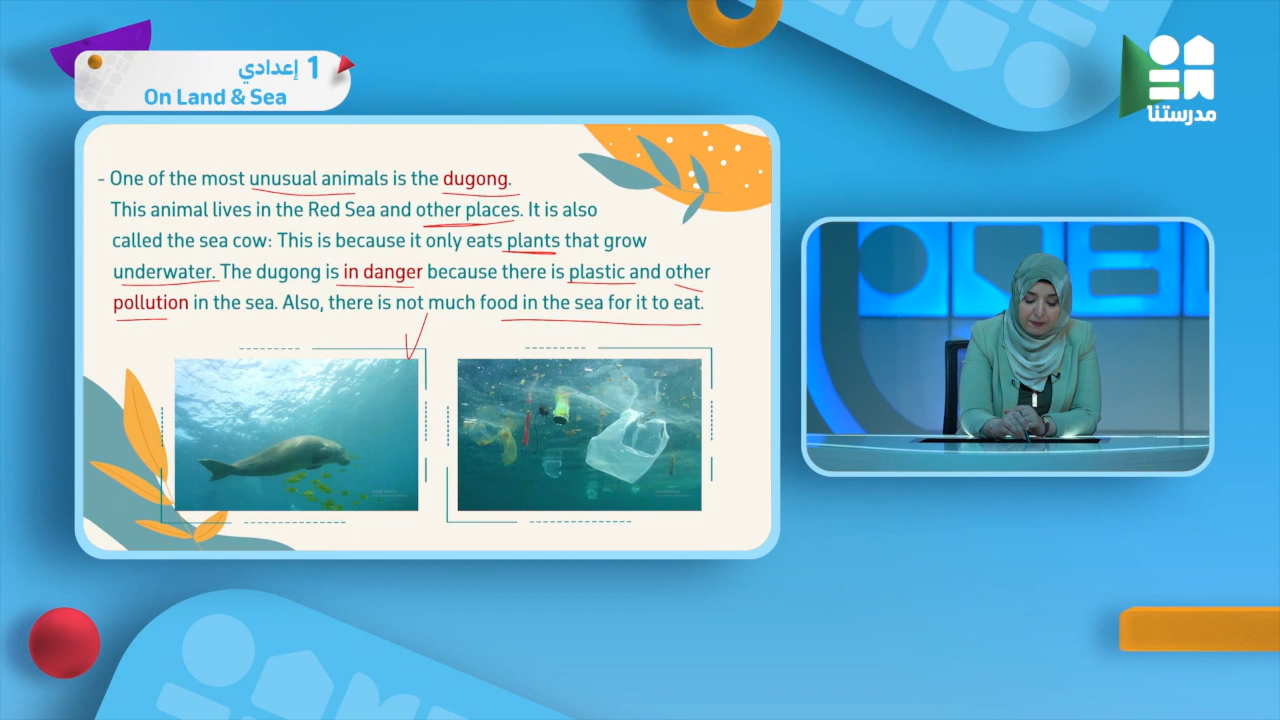 1 إعدادي
On Land & Sea
مدرستنا
- One of the most unusual animals is the dugong.
This animal lives in the Red Sea and other places. It is also
called the sea cow: This is because it only eats plants that grow
underwater. The dugong is in danger because there is plastic and other
pollution in the sea. Also, there is not much food in the sea for it to eat.